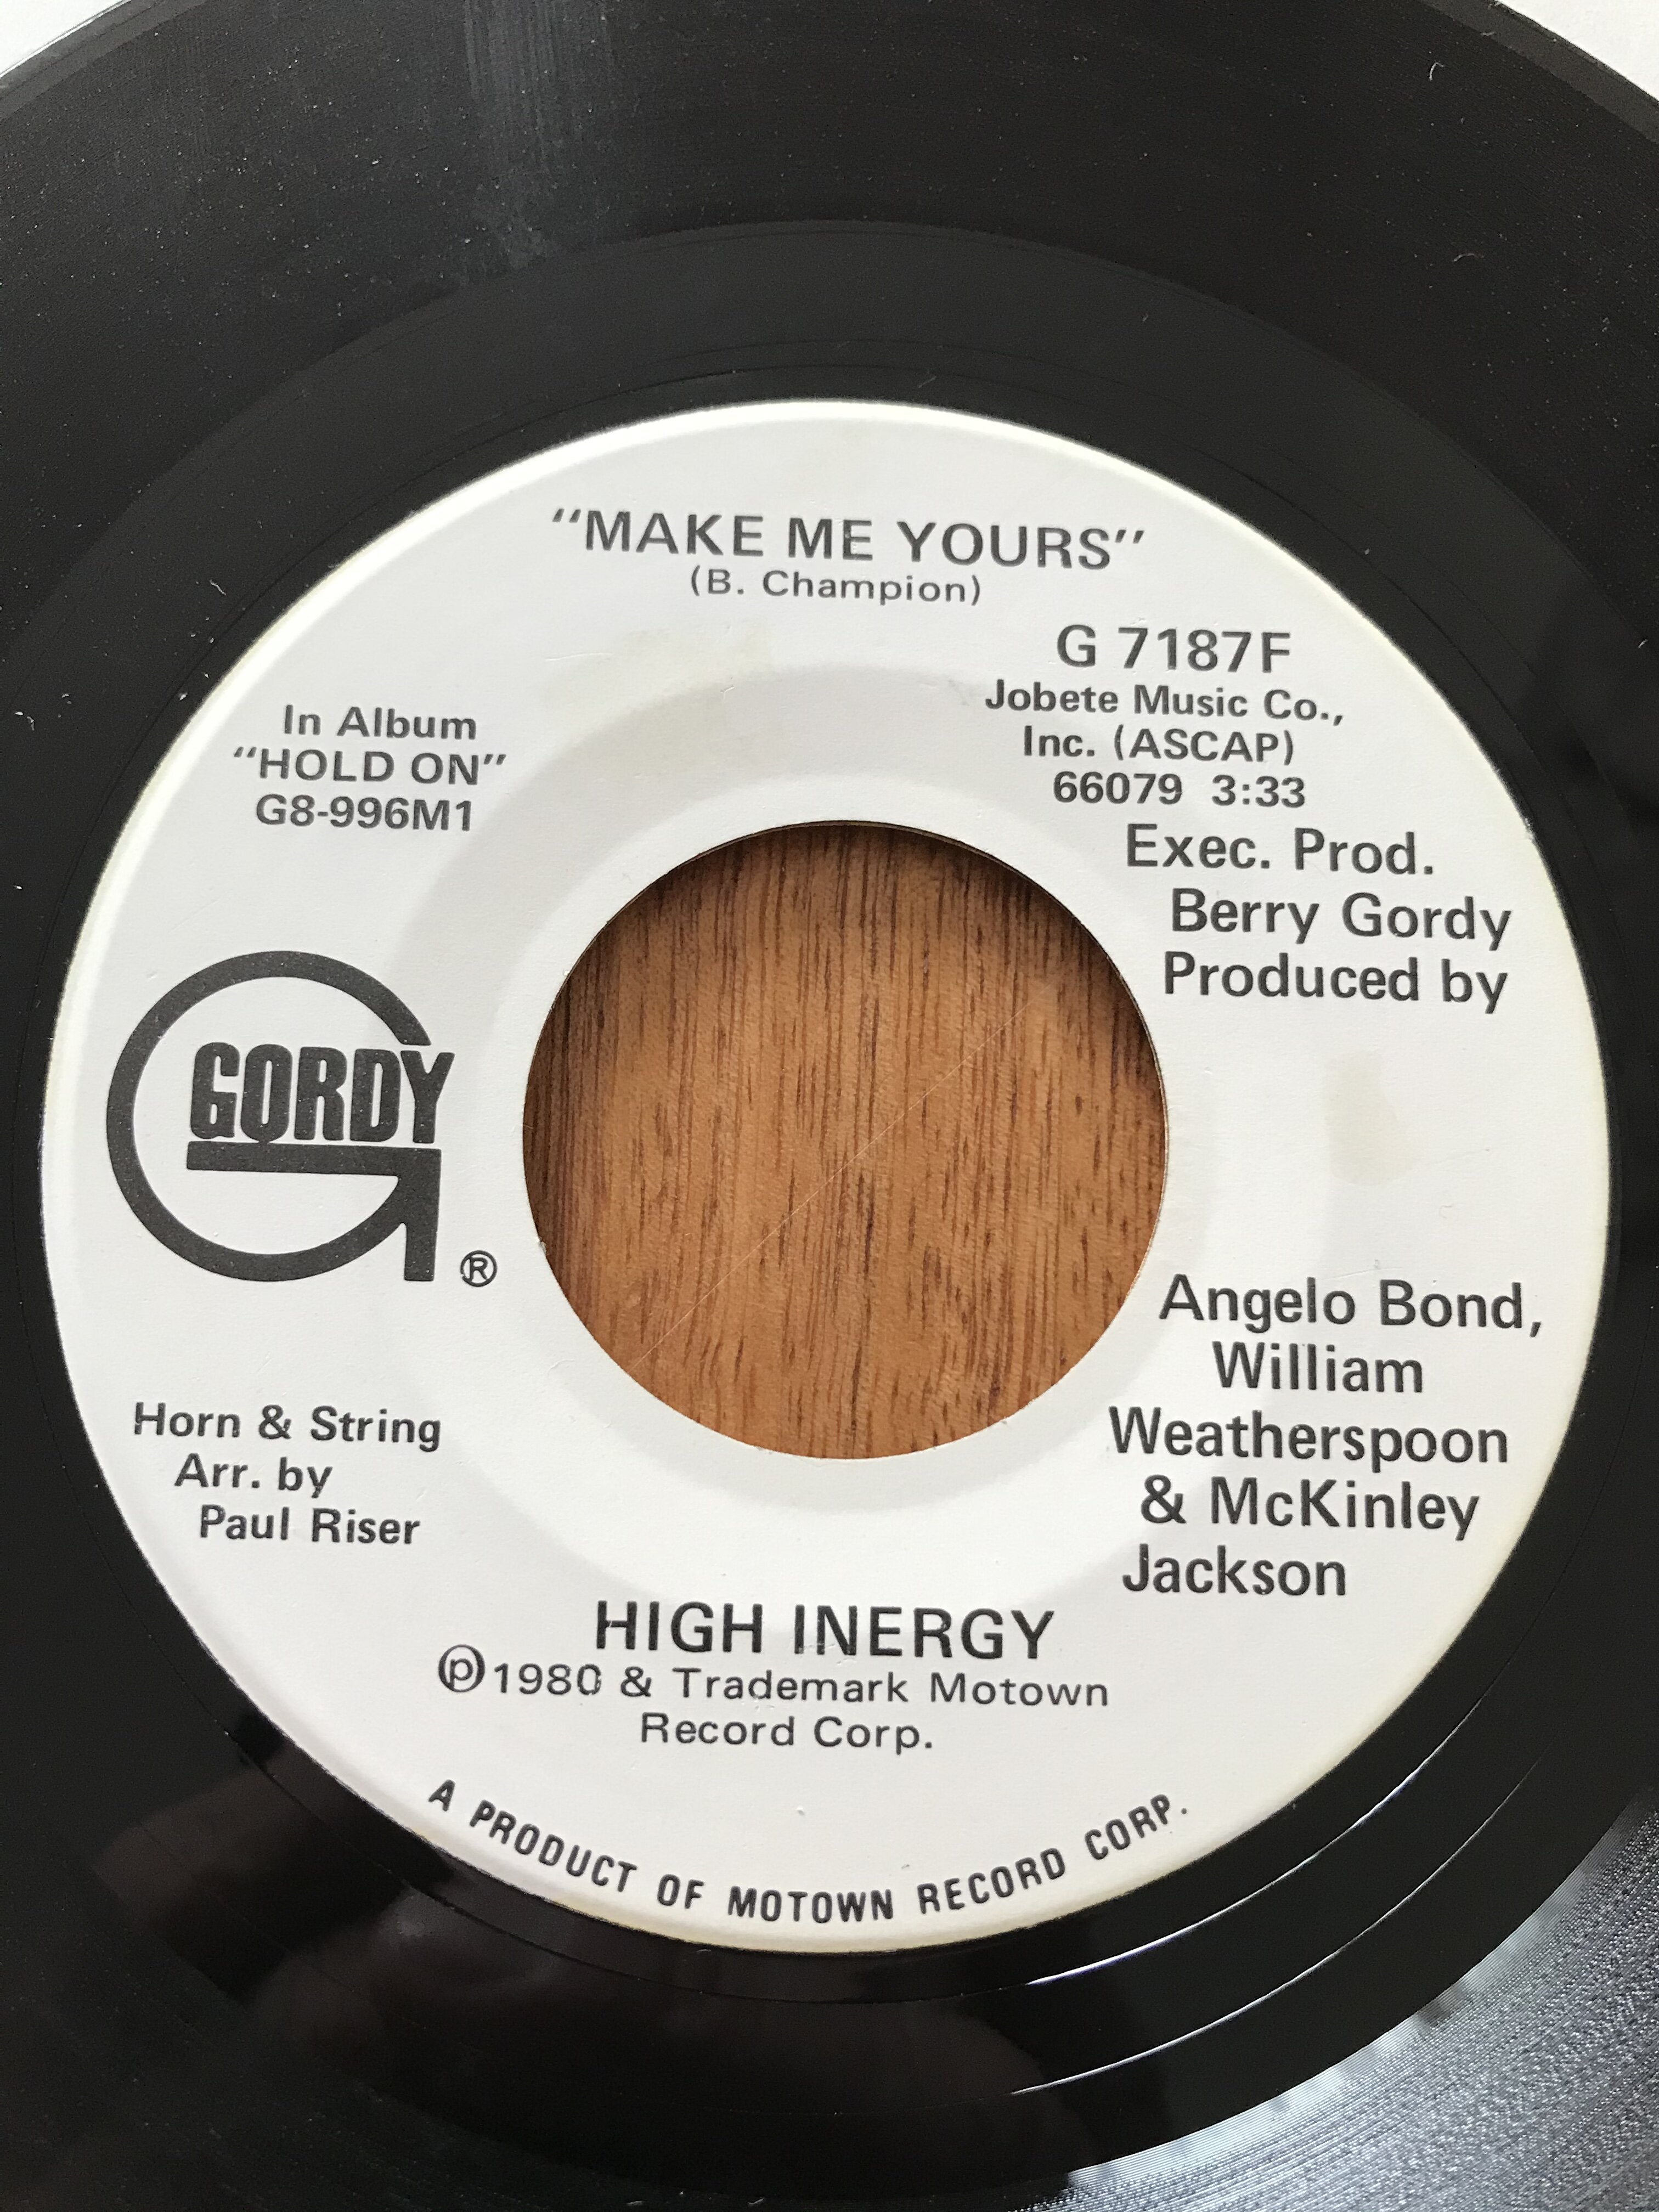 "MAKE ME YOURS"
(B. Champion)
G 7187F
Jobete Music Co.,
Inc. (ASCAP)
66079 3:33
Exec. Prod.
Berry Gordy
Produced by
In Album
"HOLD ON"
G8-996M1
GORDY
®
Angelo Bond,
William
Weatherspoon
& McKinley
Jackson
Horn & String
Arr. by
Paul Riser
HIGH INERGY
℗1980 & Trademark Motown
Record Corp.
A PRODUCT OF MOTOWN RECORD CORP.